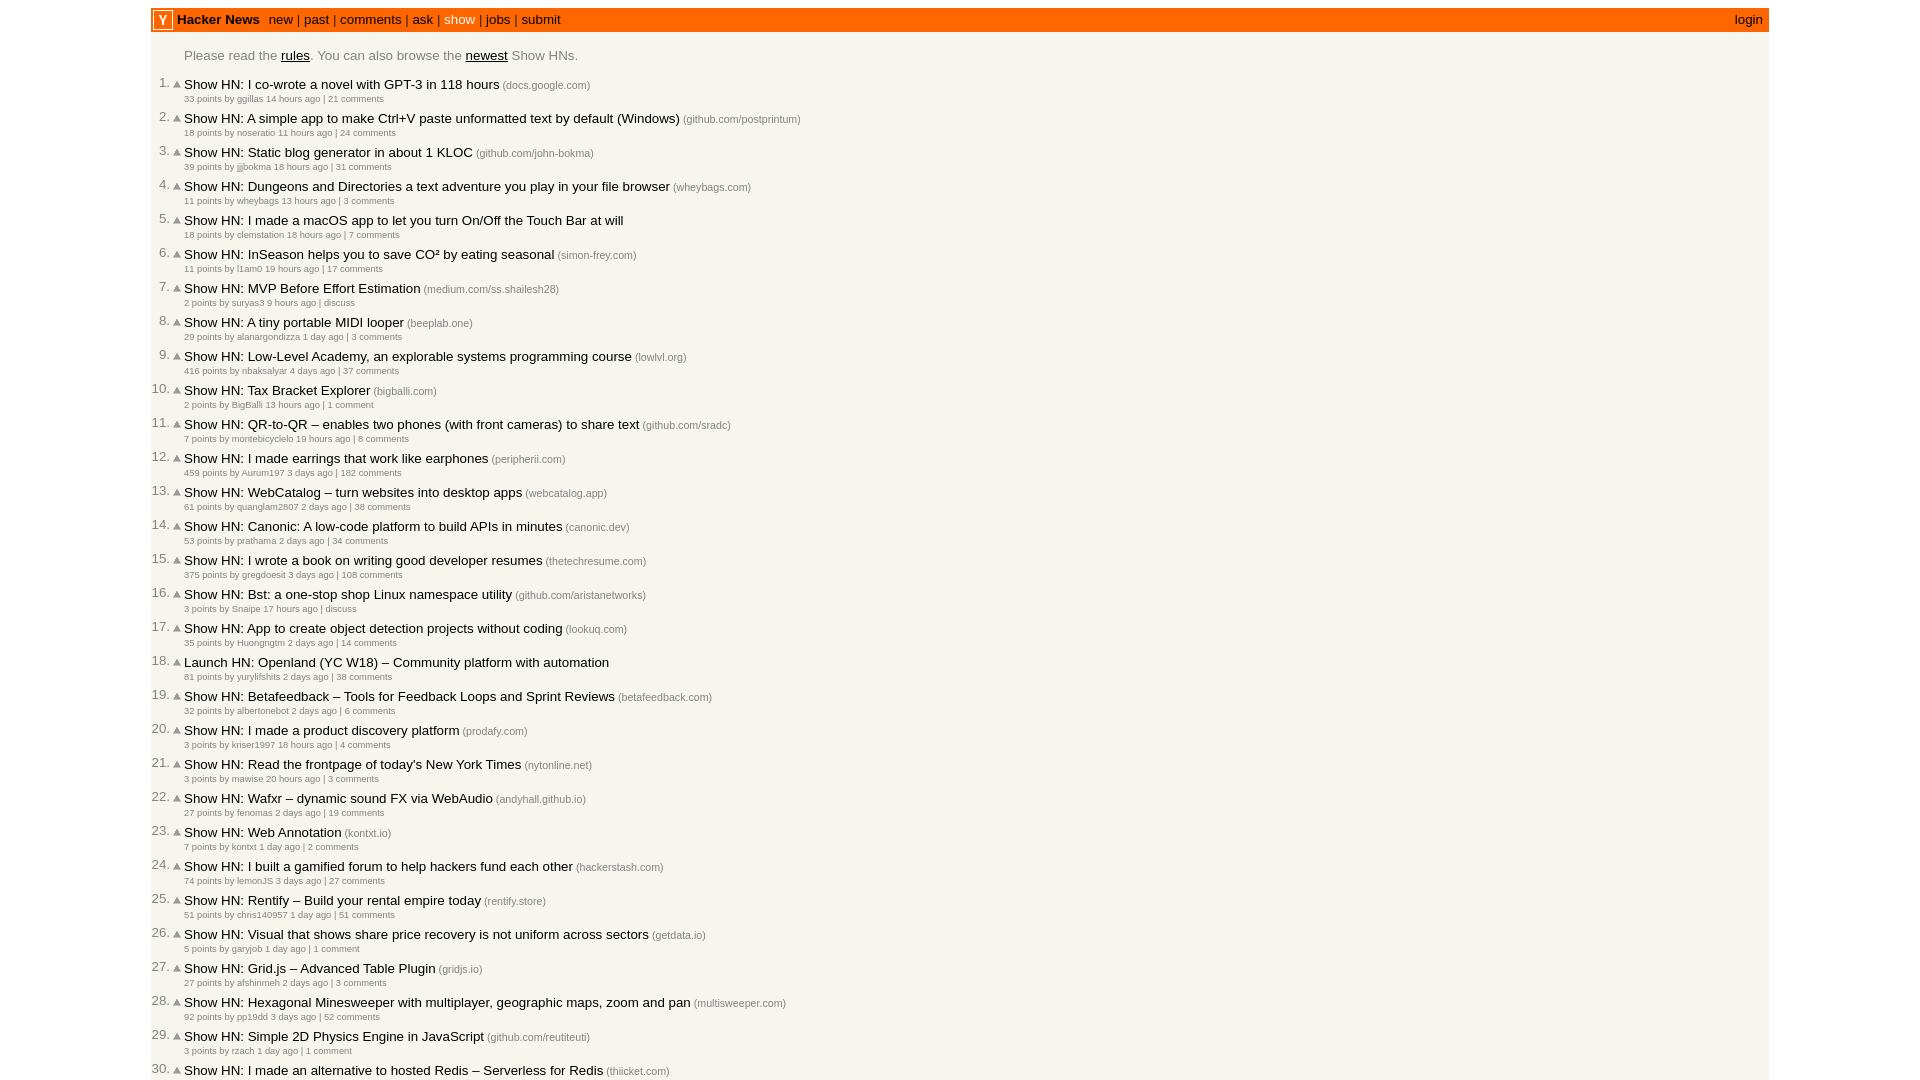 Y Hacker News new | past | comments | ask | show | jobs | submit login
Please read the rules. You can also browse the newest Show HNs.
1. Show HN: I co-wrote a novel with GPT-3 in 118 hours (docs.google.com)
33 points by ggillas 14 hours ago | 21 comments
2. Show HN: A simple app to make Ctrl+V paste unformatted text by default (Windows) (github.com/postprintum)
18 points by noseratio 11 hours ago | 24 comments
3. Show HN: Static blog generator in about 1 KLOC (github.com/john-bokma)
39 points by jjjbokma 18 hours ago | 31 comments
4. Show HN: Dungeons and Directories a text adventure you play in your file browser (wheybags.com)
11 points by wheybags 13 hours ago | 3 comments
5. Show HN: I made a macOS app to let you turn On/Off the Touch Bar at will
18 points by clemstation 18 hours ago | 7 comments
6. Show HN: InSeason helps you to save CO² by eating seasonal (simon-frey.com)
11 points by l1am0 19 hours ago | 17 comments
7. Show HN: MVP Before Effort Estimation (medium.com/ss.shailesh28)
2 points by suryas3 9 hours ago | discuss
8. Show HN: A tiny portable MIDI looper (beeplab.one)
29 points by alanargondizza 1 day ago | 3 comments
9. Show HN: Low-Level Academy, an explorable systems programming course (lowlvl.org)
416 points by nbaksalyar 4 days ago | 37 comments
10. Show HN: Tax Bracket Explorer (bigballi.com)
2 points by BigBalli 13 hours ago | 1 comment
11. Show HN: QR-to-QR – enables two phones (with front cameras) to share text (github.com/sradc)
7 points by montebicyclelo 19 hours ago | 8 comments
12. Show HN: I made earrings that work like earphones (peripherii.com)
459 points by Aurum197 3 days ago | 182 comments
13. Show HN: WebCatalog – turn websites into desktop apps (webcatalog.app)
61 points by quanglam2807 2 days ago | 38 comments
14. Show HN: Canonic: A low-code platform to build APIs in minutes (canonic.dev)
53 points by prathama 2 days ago | 34 comments
15. Show HN: I wrote a book on writing good developer resumes (thetechresume.com)
375 points by gregdoesit 3 days ago | 108 comments
16. Show HN: Bst: a one-stop shop Linux namespace utility (github.com/aristanetworks)
3 points by Snaipe 17 hours ago | discuss
17. Show HN: App to create object detection projects without coding (lookuq.com)
35 points by Huongngtm 2 days ago | 14 comments
18. Launch HN: Openland (YC W18) – Community platform with automation
81 points by yurylifshits 2 days ago | 38 comments
19. Show HN: Betafeedback – Tools for Feedback Loops and Sprint Reviews (betafeedback.com)
32 points by albertonebot 2 days ago | 6 comments
20. Show HN: I made a product discovery platform (prodafy.com)
3 points by kriser1997 18 hours ago | 4 comments
21. Show HN: Read the frontpage of today's New York Times (nytonline.net)
3 points by mawise 20 hours ago | 3 comments
22. Show HN: Wafxr – dynamic sound FX via WebAudio (andyhall.github.io)
27 points by fenomas 2 days ago | 19 comments
23. Show HN: Web Annotation (kontxt.io)
7 points by kontxt 1 day ago | 2 comments
24. Show HN: I built a gamified forum to help hackers fund each other (hackerstash.com)
74 points by lemonJS 3 days ago | 27 comments
25. Show HN: Rentify – Build your rental empire today (rentify.store)
51 points by chris140957 1 day ago | 51 comments
26. Show HN: Visual that shows share price recovery is not uniform across sectors (getdata.io)
5 points by garyjob 1 day ago | 1 comment
27. Show HN: Grid.js – Advanced Table Plugin (gridjs.io)
27 points by afshinmeh 2 days ago | 3 comments
28. Show HN: Hexagonal Minesweeper with multiplayer, geographic maps, zoom and pan (multisweeper.com)
92 points by pp19dd 3 days ago | 52 comments
29. Show HN: Simple 2D Physics Engine in JavaScript (github.com/reutiteuti)
3 points by rzach 1 day ago | 1 comment
30. Show HN: I made an alternative to hosted Redis – Serverless for Redis (thiicket.com)